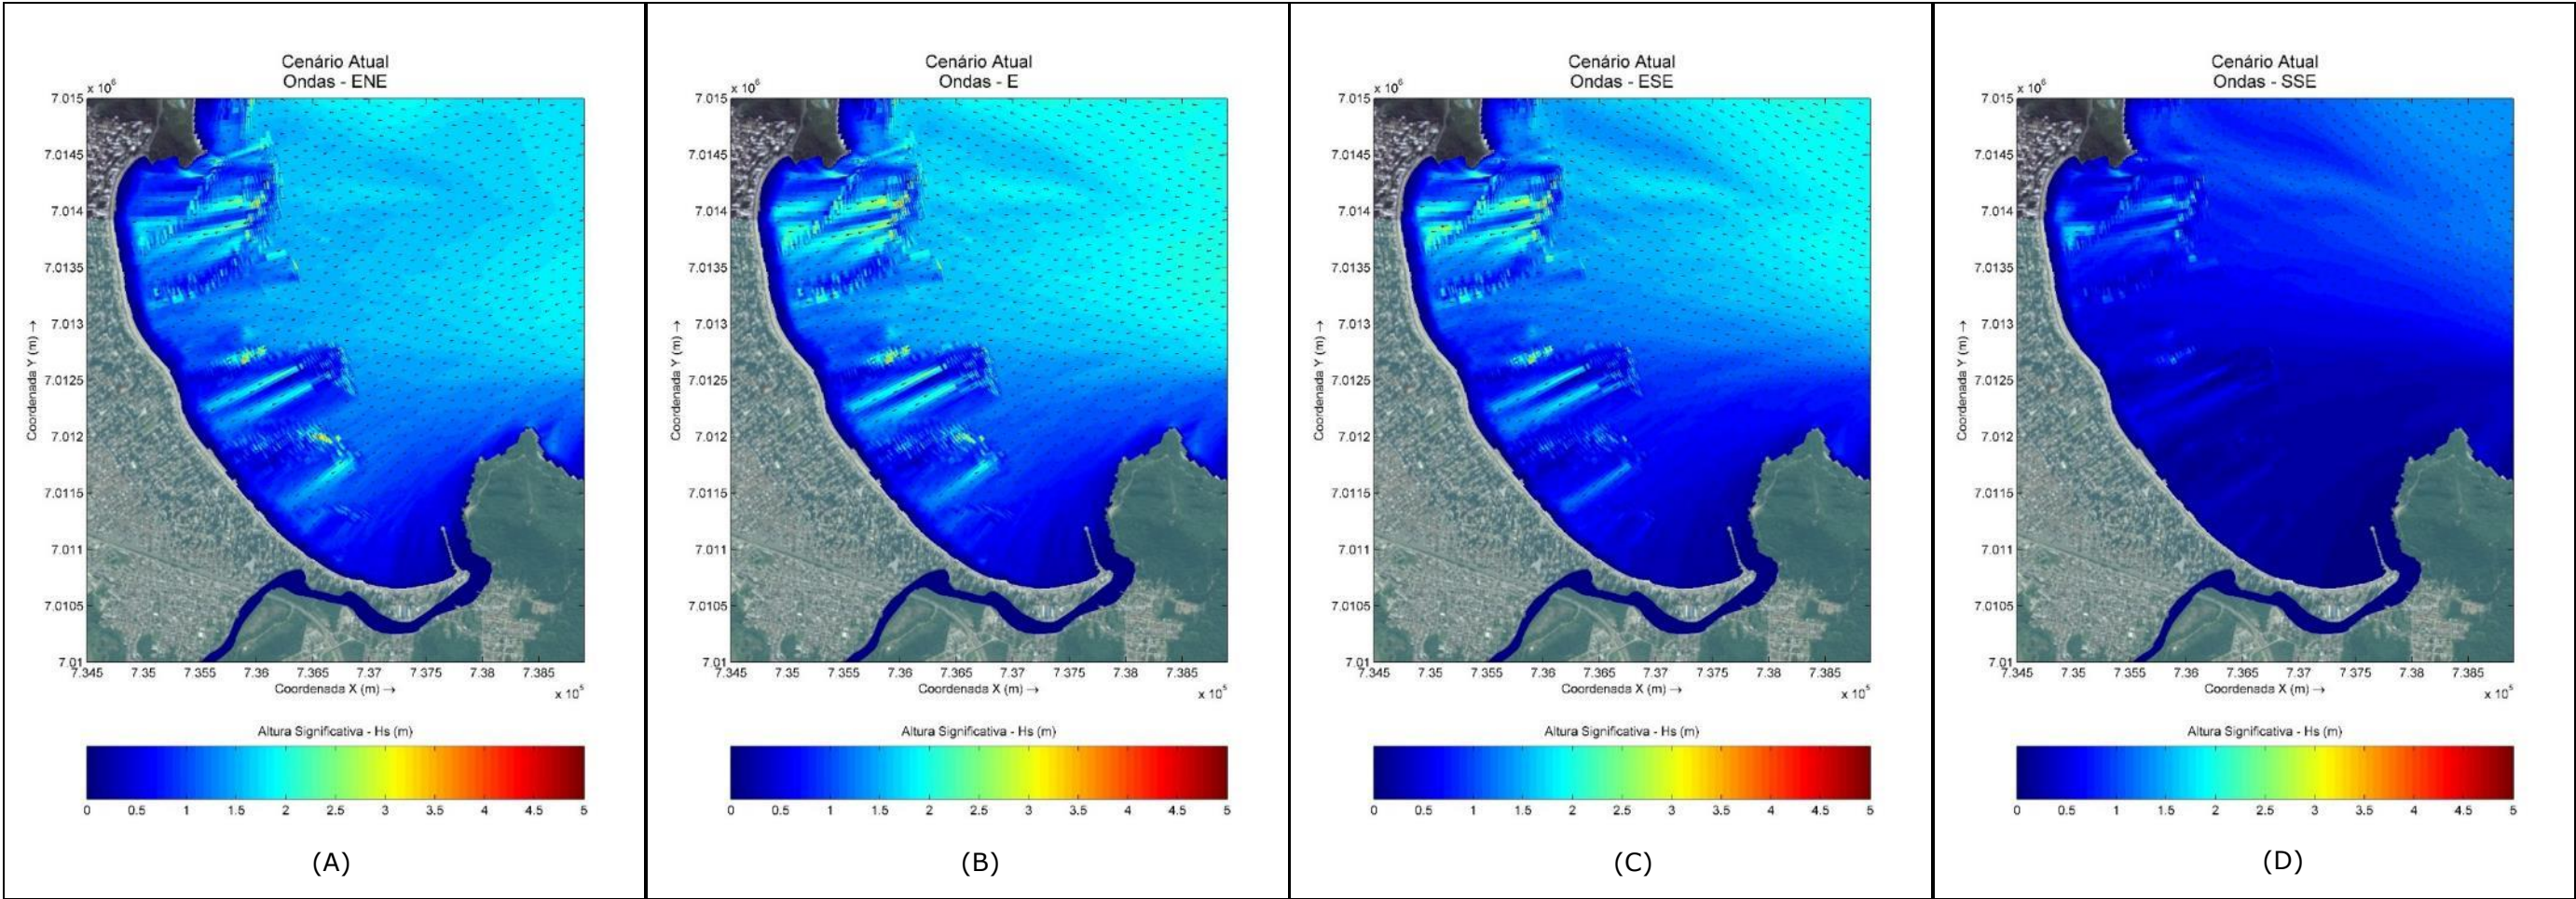 Cenário Atual
Ondas - ENE
x 10⁶
7.015
7.0145
7.014
7.0135
7.013
7.0125
7.012
7.0115
7.011
7.0105
7.01
Coordenada Y (m) →
7.345 7.35 7.355 7.36 7.365 7.37 7.375 7.38 7.385
Coordenada X (m) →
x 10⁵
Altura Significativa - Hs (m)
0 0.5 1 1.5 2 2.5 3 3.5 4 4.5 5
(A)
Cenário Atual
Ondas - E
x 10⁶
7.015
7.0145
7.014
7.0135
7.013
7.0125
7.012
7.0115
7.011
7.0105
7.01
Coordenada Y (m) →
7.345 7.35 7.355 7.36 7.365 7.37 7.375 7.38 7.385
Coordenada X (m) →
x 10⁵
Altura Significativa - Hs (m)
0 0.5 1 1.5 2 2.5 3 3.5 4 4.5 5
(B)
Cenário Atual
Ondas - ESE
x 10⁶
7.015
7.0145
7.014
7.0135
7.013
7.0125
7.012
7.0115
7.011
7.0105
7.01
Coordenada Y (m) →
7.345 7.35 7.355 7.36 7.365 7.37 7.375 7.38 7.385
Coordenada X (m) →
x 10⁵
Altura Significativa - Hs (m)
0 0.5 1 1.5 2 2.5 3 3.5 4 4.5 5
(C)
Cenário Atual
Ondas - SSE
x 10⁶
7.015
7.0145
7.014
7.0135
7.013
7.0125
7.012
7.0115
7.011
7.0105
7.01
Coordenada Y (m) →
7.345 7.35 7.355 7.36 7.365 7.37 7.375 7.38 7.385
Coordenada X (m) →
x 10⁵
Altura Significativa - Hs (m)
0 0.5 1 1.5 2 2.5 3 3.5 4 4.5 5
(D)